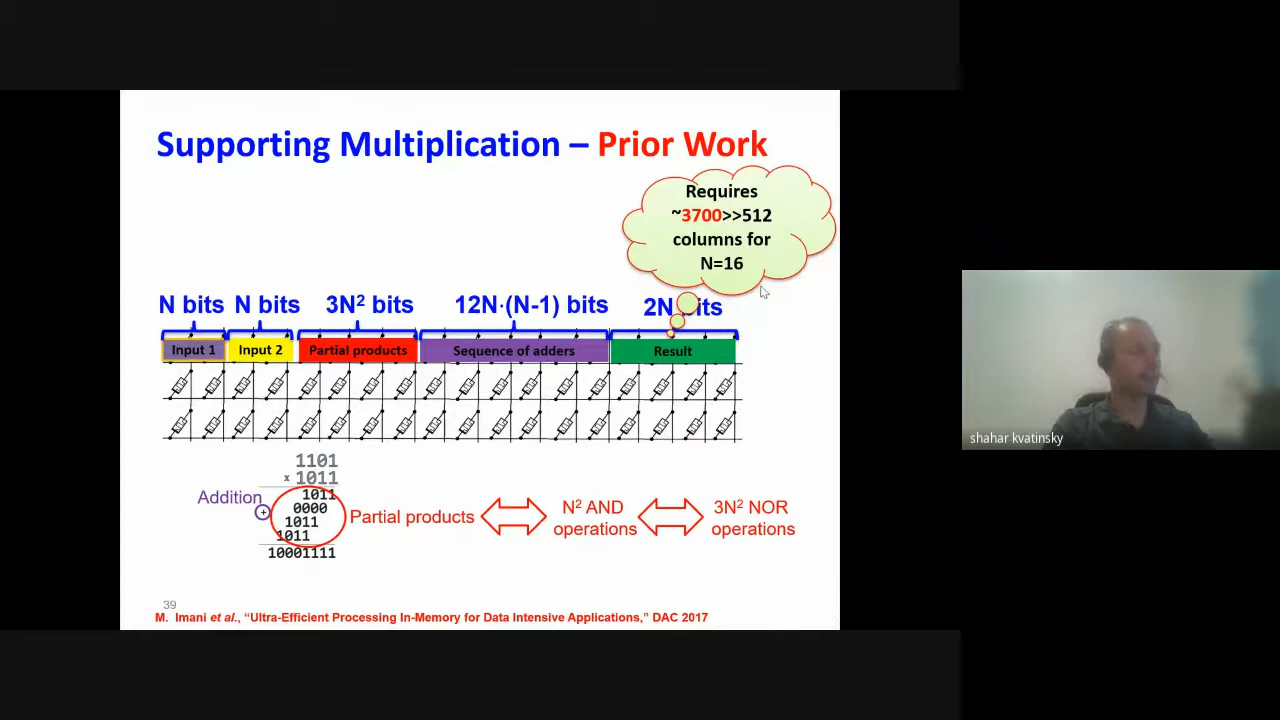 Supporting Multiplication – Prior Work
Requires
~3700>>512
columns for
N=16
N bits N bits 3N² bits 12N·(N-1) bits 2N bits
Input 1 Input 2 Partial products Sequence of adders Result
1101
x 1011
Addition
+
1011
0000
1011
1011
10001111
Partial products
N² AND
operations
3N² NOR
operations
39
M. Imani et al., “Ultra-Efficient Processing In-Memory for Data Intensive Applications,” DAC 2017
shahar kvatinsky